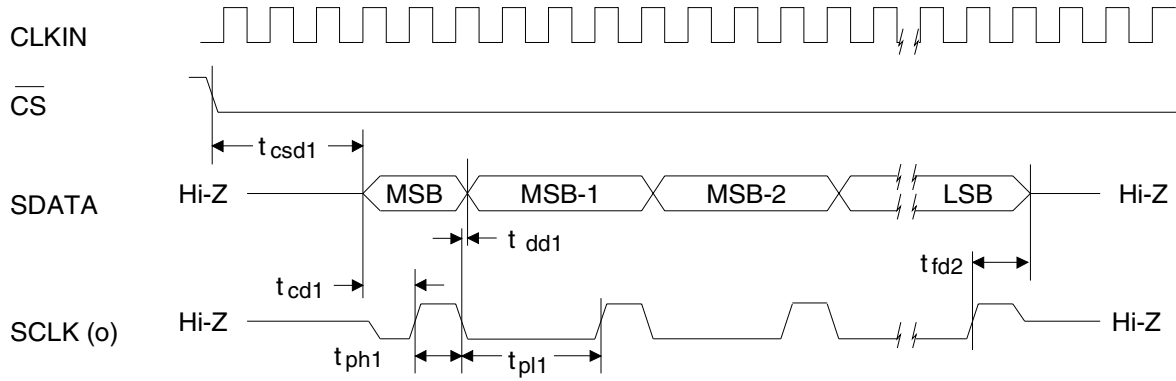 CLKIN
CS
t csd1
SDATA Hi-Z MSB MSB-1 MSB-2 LSB Hi-Z
t dd1
t fd2
t cd1
SCLK (o) Hi-Z Hi-Z
t ph1 t pl1